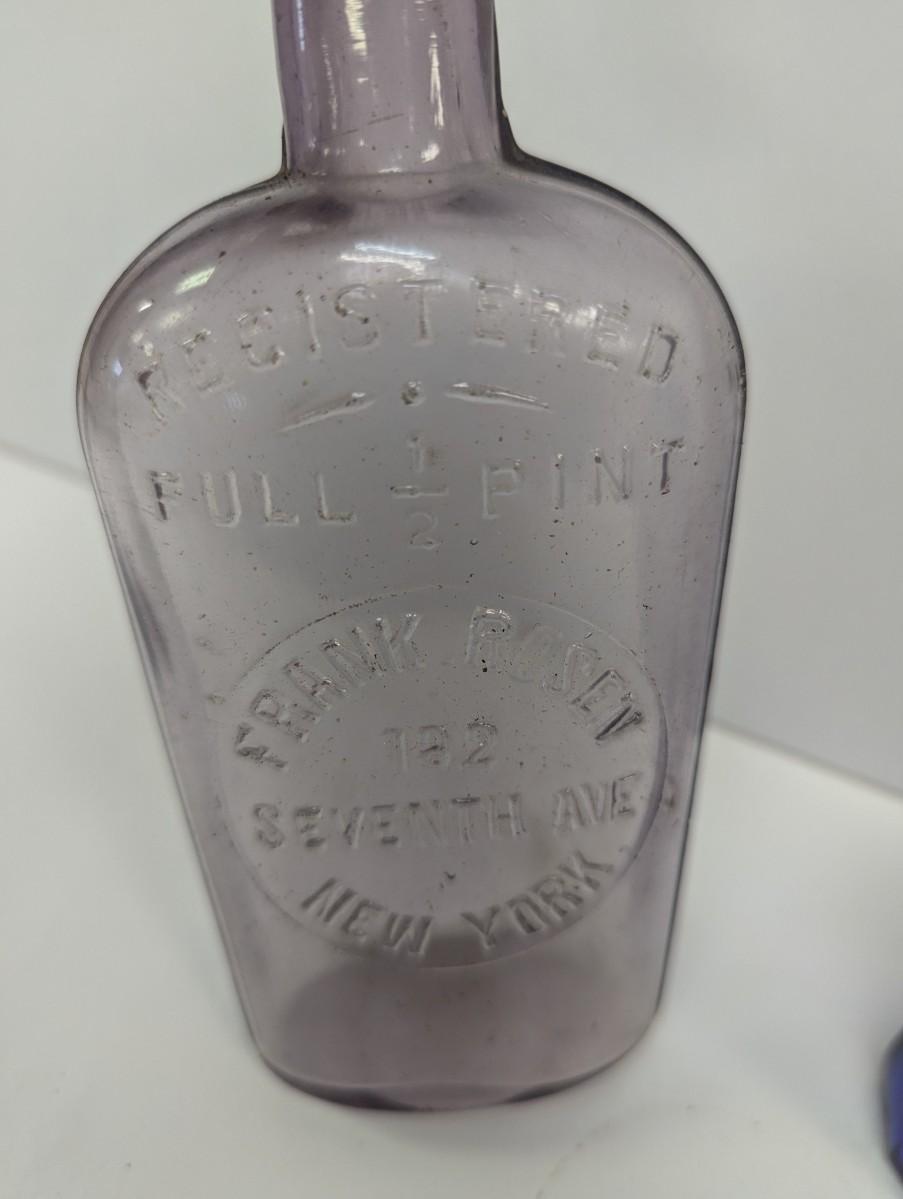 REGISTERED
FULL 1/2 PINT
FRANK ROSEN
192
SEVENTH AVE
NEW YORK